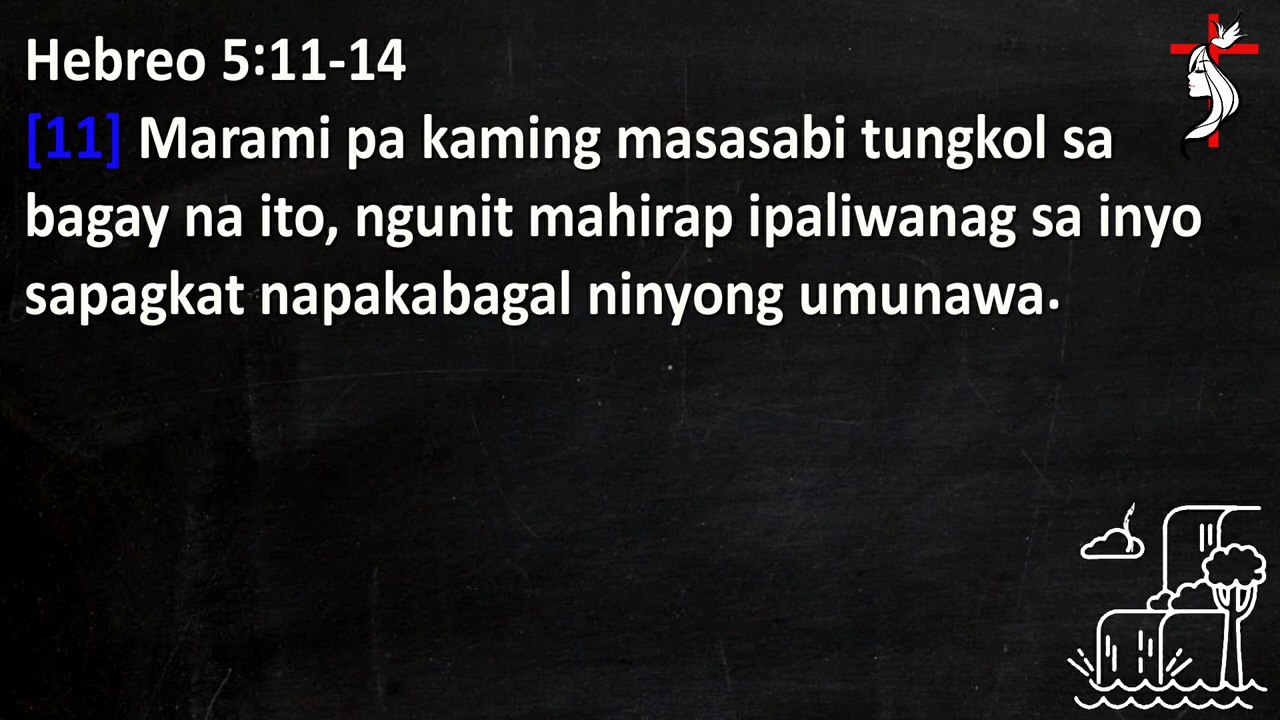 Hebreo 5:11-14
[11] Marami pa kaming masasabi tungkol sa
bagay na ito, ngunit mahirap ipaliwanag sa inyo
sapagkat napakabagal ninyong umunawa.